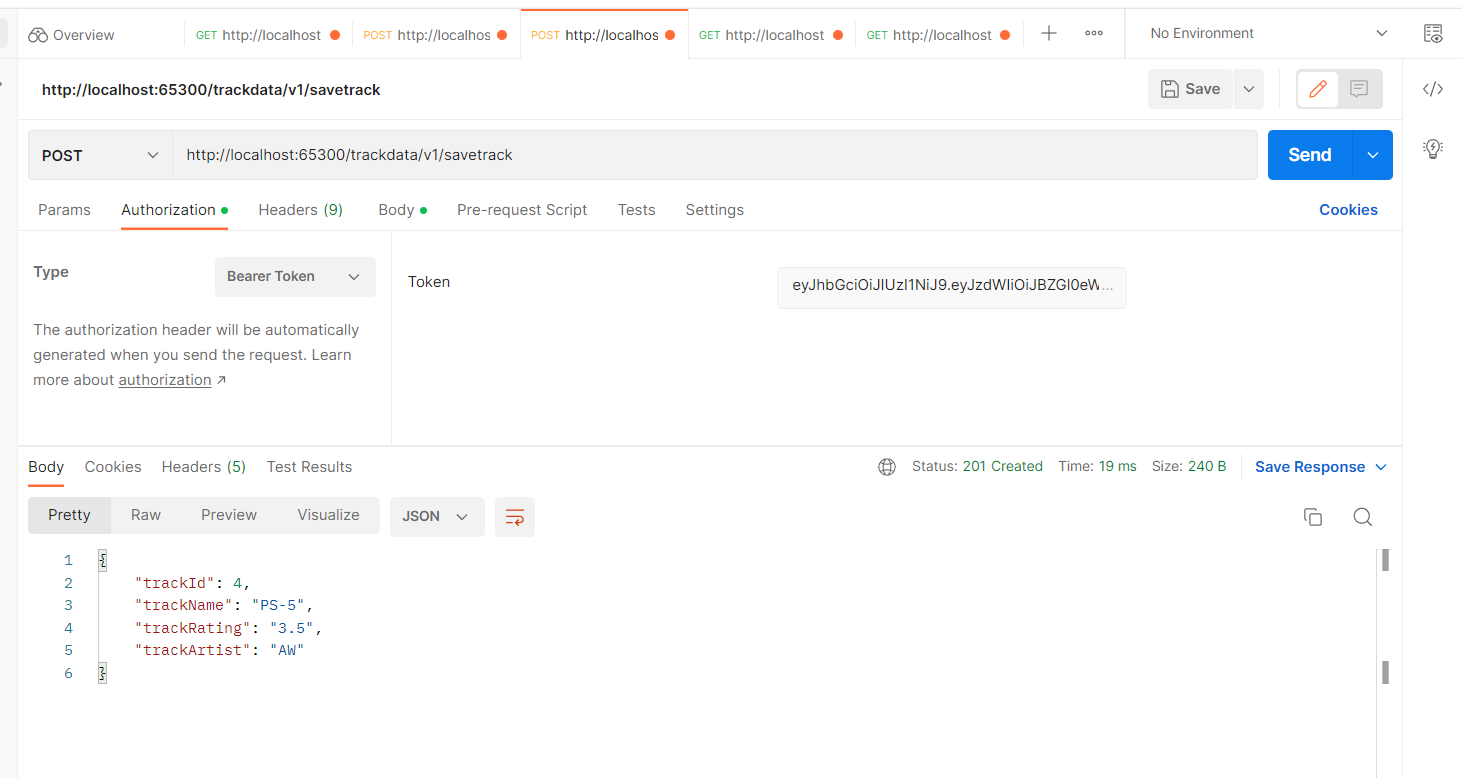 Overview GET http://localhost POST http://localhos POST http://localhos GET http://localhost GET http://localhost No Environment
http://localhost:65300/trackdata/v1/savetrack Save
POST http://localhost:65300/trackdata/v1/savetrack Send
Params Authorization Headers (9) Body Pre-request Script Tests Settings Cookies
Type Bearer Token Token eyJhbGciOiJIUzI1NiJ9.eyJzdWIiOiJBZGl0eW...
The authorization header will be automatically
generated when you send the request. Learn
more about authorization ↗
Body Cookies Headers (5) Test Results Status: 201 Created Time: 19 ms Size: 240 B Save Response
Pretty Raw Preview Visualize JSON
1 {
2 "trackId": 4,
3 "trackName": "PS-5",
4 "trackRating": "3.5",
5 "trackArtist": "AW"
6 }